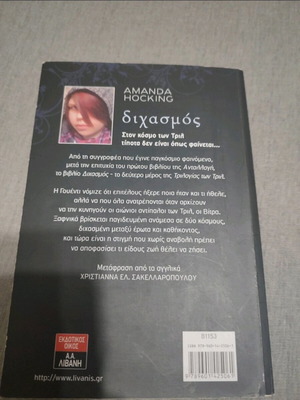 AMANDA
HOCKING
διχασμός
Στον κόσμο των Τριλ
τίποτα δεν είναι όπως φαίνεται...
Από τη συγγραφέα που έγινε παγκόσμιο φαινόμενο,
μετά την επιτυχία του πρώτου βιβλίου της Ανταλλαγή,
το βιβλίο Διχασμός - το δεύτερο μέρος της Τριλογίας των Τριλ.
Η Γουέντι νόμιζε ότι επιτέλους ήξερε ποια ήταν και τι ήθελε,
αλλά να που όλα ανατρέπονται όταν αρχίζουν
να την κυνηγούν οι αιώνιοι αντίπαλοι των Τριλ, οι Βίτρα.
Ξαφνικά βρίσκεται παγιδευμένη ανάμεσα σε δύο κόσμους,
διχασμένη μεταξύ έρωτα και καθήκοντος,
και τώρα είναι η στιγμή που χωρίς αναβολή πρέπει
να αποφασίσει τι είδους ζωή θέλει να ζήσει.
Μετάφραση από τα αγγλικά
ΧΡΙΣΤΙΑΝΝΑ ΕΛ. ΣΑΚΕΛΛΑΡΟΠΟΥΛΟΥ
ΕΚΔΟΤΙΚΟΣ
ΟΙΚΟΣ
Α.Α.
ΛΙΒΑΝΗ
http://www.livanis.gr